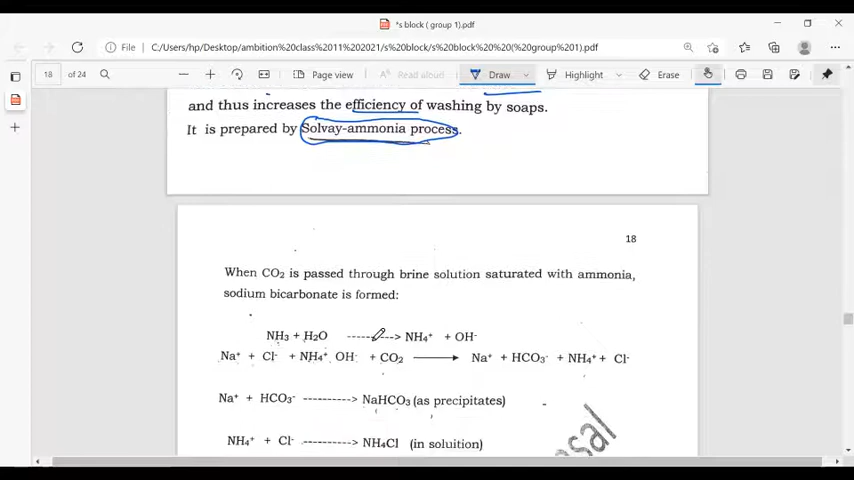 *s block ( group 1).pdf
File C:/Users/hp/Desktop/ambition%20class%2011%202021/s%20block/s%20block%20%20(%20group%201).pdf
18 of 24 Page view Read aloud Draw Highlight Erase
and thus increases the efficiency of washing by soaps.
It is prepared by Solvay-ammonia process.
18
When CO₂ is passed through brine solution saturated with ammonia,
sodium bicarbonate is formed:
NH₃ + H₂O -----------> NH₄⁺ + OH⁻
Na⁺ + Cl⁻ + NH₄⁺ OH⁻ + CO₂ ⟶ Na⁺ + HCO₃⁻ + NH₄⁺ + Cl⁻
Na⁺ + HCO₃⁻ -----------> NaHCO₃ (as precipitates)
NH₄⁺ + Cl⁻ -----------> NH₄Cl (in soluition)